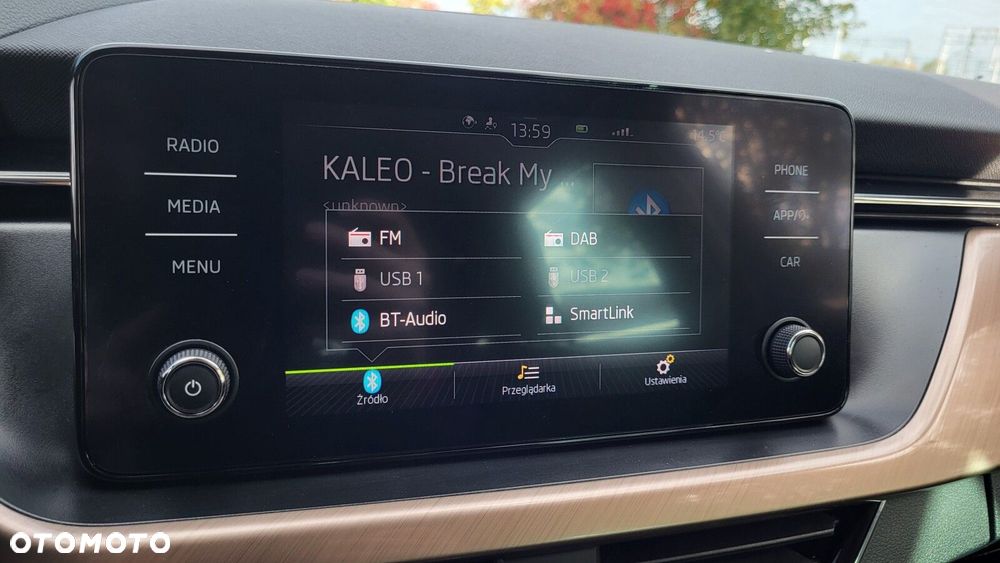 RADIO
MEDIA
MENU
13:59
14.5°C
KALEO - Break My ...
<unknown>
FM
DAB
USB 1
USB 2
BT-Audio
SmartLink
Źródło
Przeglądarka
Ustawienia
PHONE
APP/
CAR
OTOMOTO